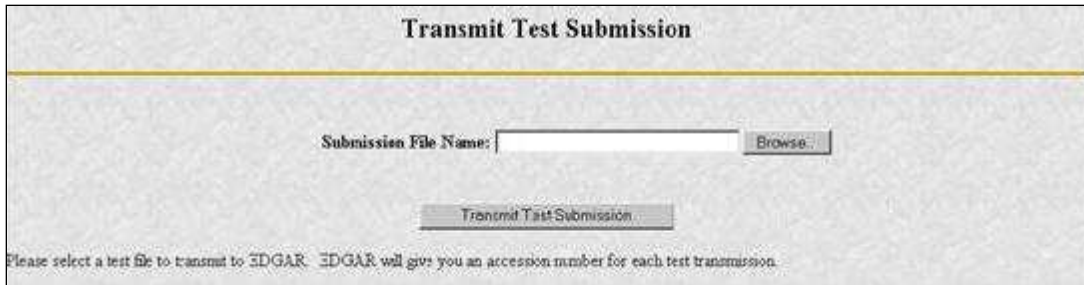 Transmit Test Submission
Submission File Name: Browse...
Transmit Test Submission
Please select a test file to transmit to EDGAR. EDGAR will give you an accession number for each test transmission.